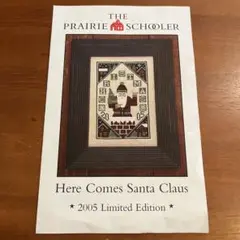 THE
PRAIRIE SCHOOLER
Here Comes Santa Claus
★ 2005 Limited Edition ★